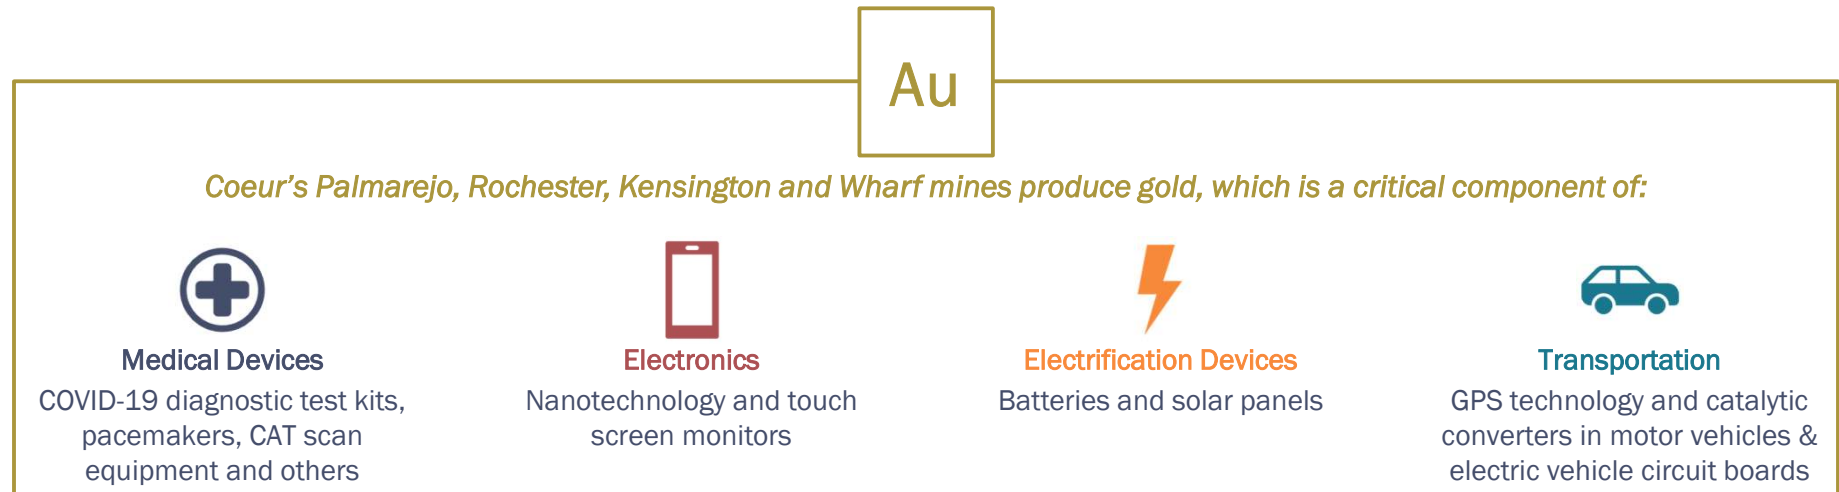 Au
Coeur’s Palmarejo, Rochester, Kensington and Wharf mines produce gold, which is a critical component of:
Medical Devices
COVID-19 diagnostic test kits,
pacemakers, CAT scan
equipment and others
Electronics
Nanotechnology and touch
screen monitors
Electrification Devices
Batteries and solar panels
Transportation
GPS technology and catalytic
converters in motor vehicles &
electric vehicle circuit boards